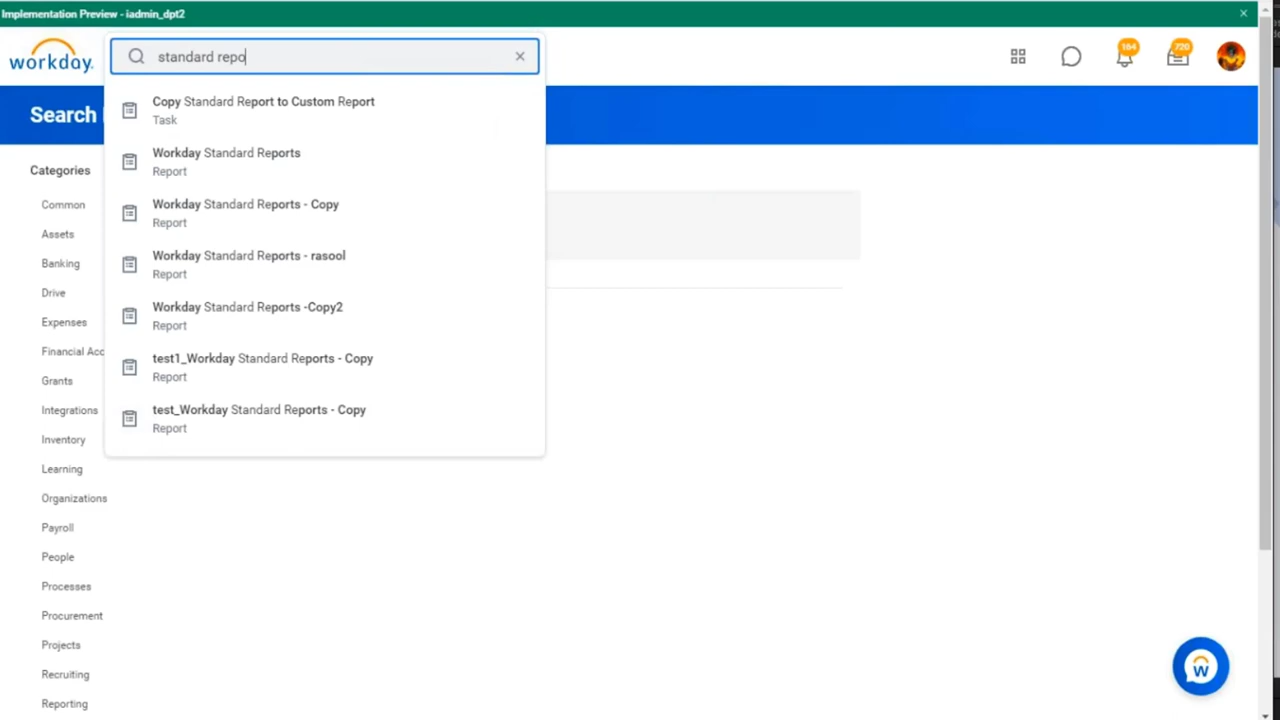 Implementation Preview - iadmin_dpt2
workday.
standard repo
164
720
Search
Copy Standard Report to Custom Report
Task
Workday Standard Reports
Report
Workday Standard Reports - Copy
Report
Workday Standard Reports - rasool
Report
Workday Standard Reports -Copy2
Report
test1_Workday Standard Reports - Copy
Report
test_Workday Standard Reports - Copy
Report
Categories
Common
Assets
Banking
Drive
Expenses
Financial Acc
Grants
Integrations
Inventory
Learning
Organizations
Payroll
People
Processes
Procurement
Projects
Recruiting
Reporting
W